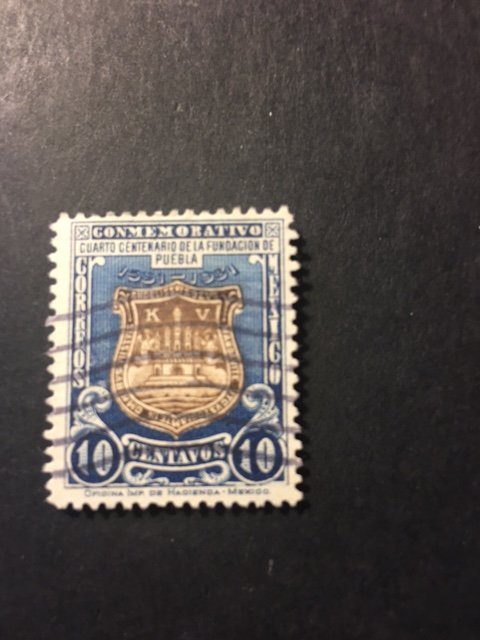 CONMEMORATIVO
CUARTO CENTENARIO DE LA FUNDACION DE
PUEBLA
1531-1931
CORREOS
MEXICO
K V
10 CENTAVOS 10
OFICINA IMP. DE HACIENDA-MEXICO.